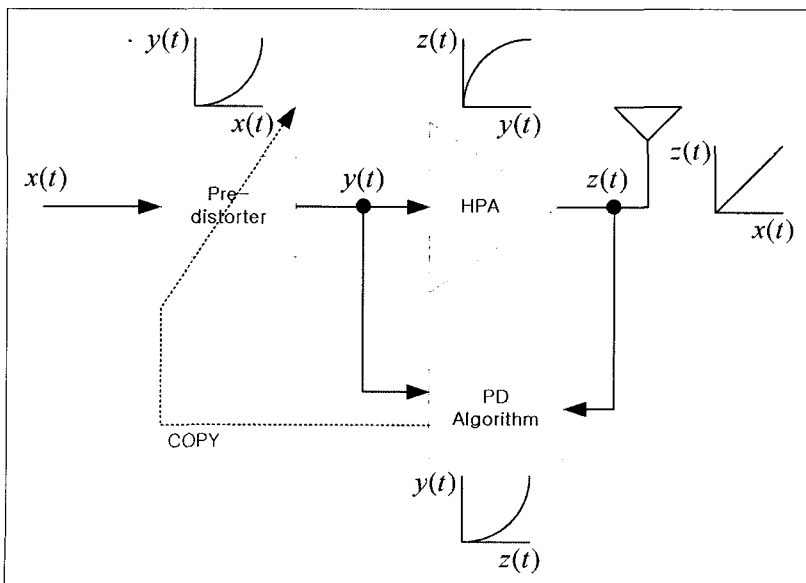 y(t)
x(t)
z(t)
y(t)
x(t)
Pre-
distorter
y(t)
HPA
z(t)
z(t)
x(t)
PD
Algorithm
COPY
y(t)
z(t)